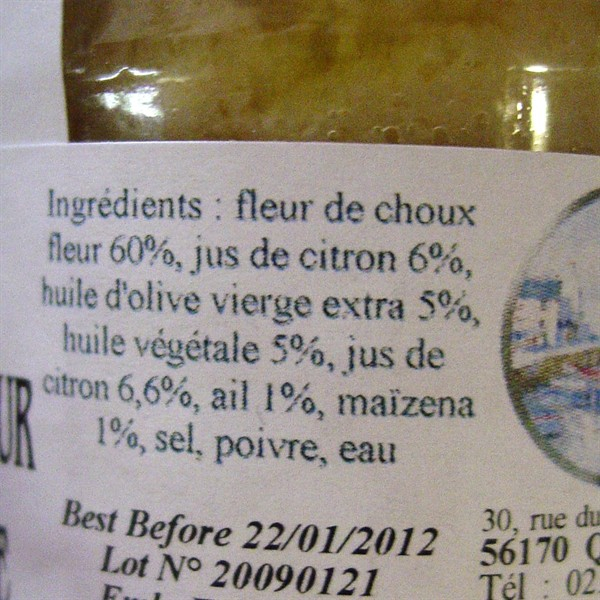 Ingrédients : fleur de choux
fleur 60%, jus de citron 6%,
huile d'olive vierge extra 5%,
huile végétale 5%, jus de
citron 6,6%, ail 1%, maïzena
1%, sel, poivre, eau
UR
E
Best Before 22/01/2012
Lot N° 20090121
30, rue du
56170 Q
Tél : 02.